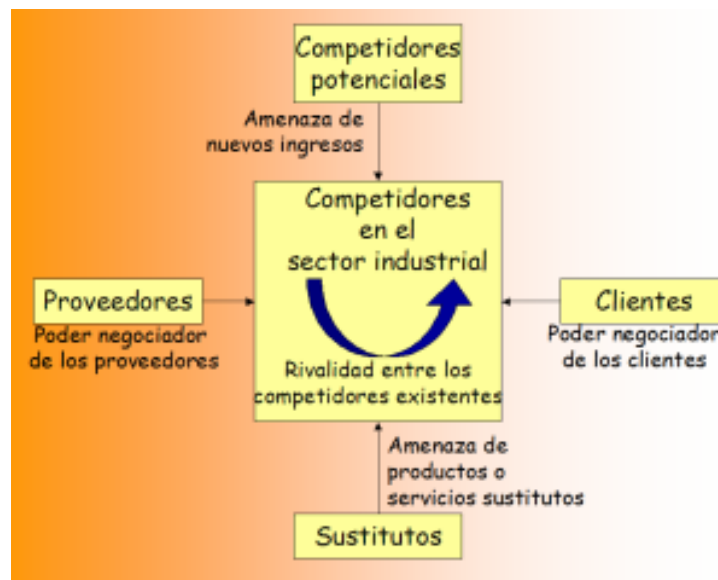 Competidores
potenciales
Amenaza de
nuevos ingresos
Competidores
en el
sector industrial
Proveedores
Poder negociador
de los proveedores
Clientes
Poder negociador
de los clientes
Rivalidad entre los
competidores existentes
Amenaza de
productos o
servicios sustitutos
Sustitutos